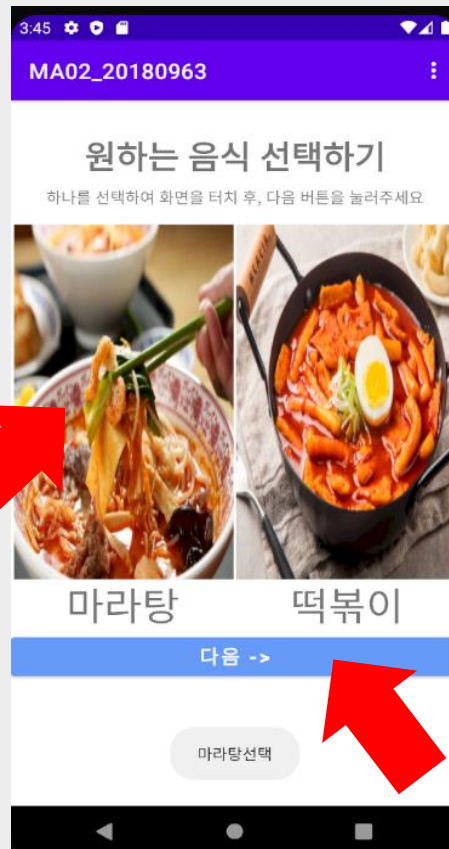 3:45
MA02_20180963
원하는 음식 선택하기
하나를 선택하여 화면을 터치 후, 다음 버튼을 눌러주세요
마라탕 떡볶이
다음 ->
마라탕선택